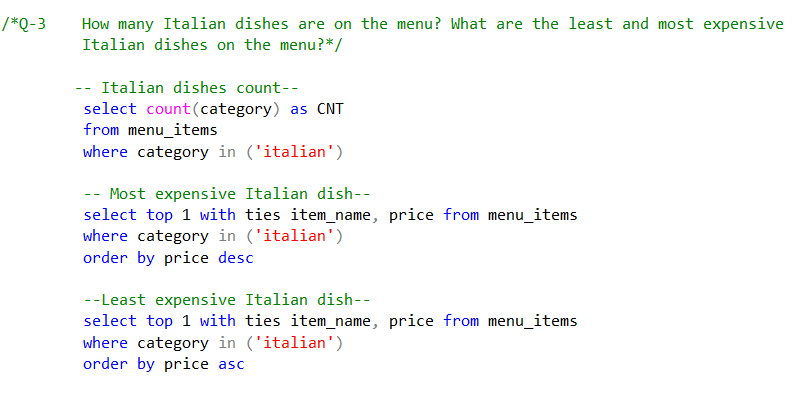 /*Q-3 How many Italian dishes are on the menu? What are the least and most expensive
Italian dishes on the menu?*/
-- Italian dishes count--
select count(category) as CNT
from menu_items
where category in ('italian')
-- Most expensive Italian dish--
select top 1 with ties item_name, price from menu_items
where category in ('italian')
order by price desc
--Least expensive Italian dish--
select top 1 with ties item_name, price from menu_items
where category in ('italian')
order by price asc